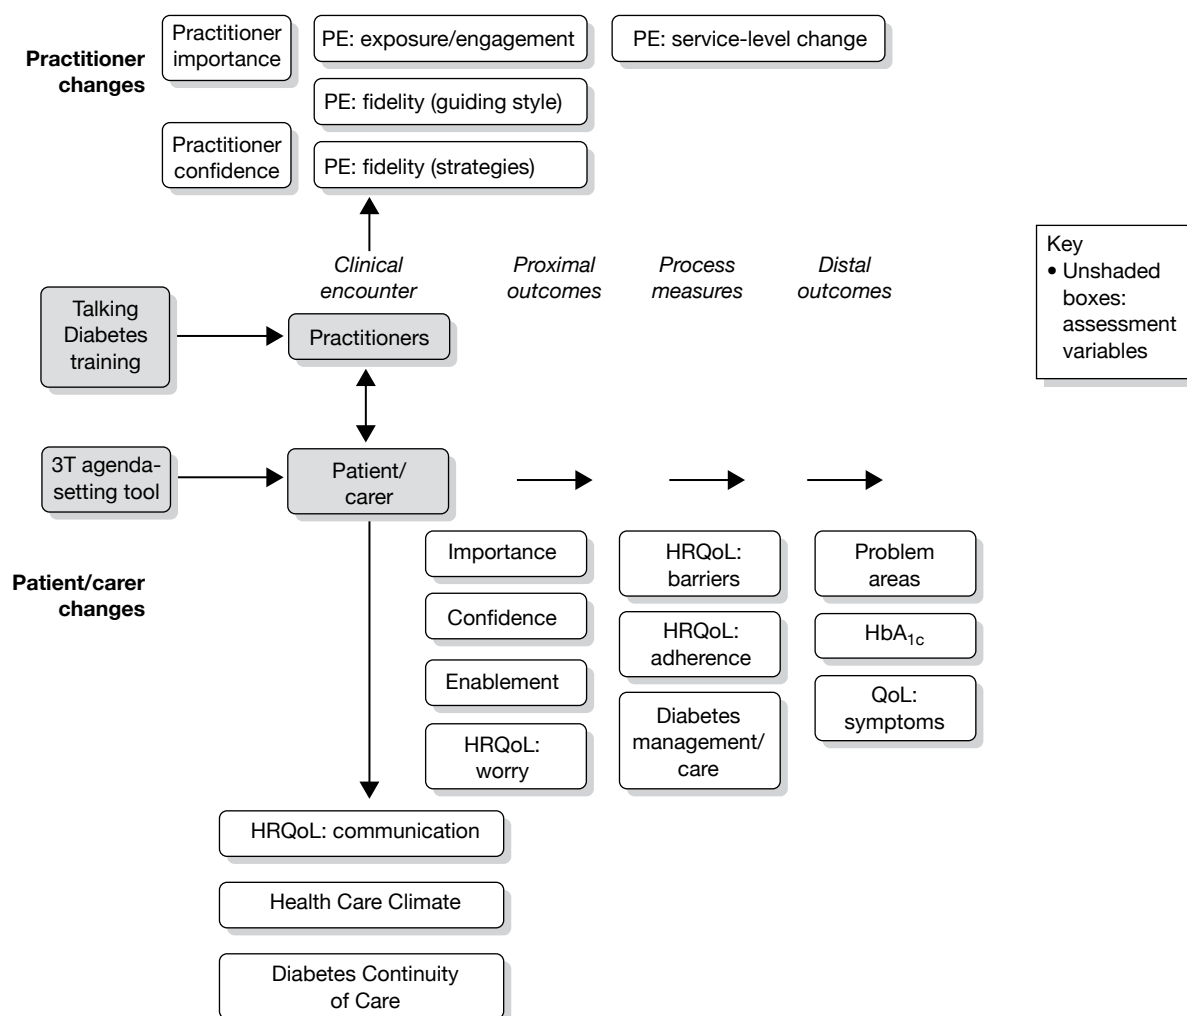 Practitioner
changes
Practitioner
importance
PE: exposure/engagement
PE: service-level change
PE: fidelity (guiding style)
Practitioner
confidence
PE: fidelity (strategies)
Clinical
encounter
Proximal
outcomes
Process
measures
Distal
outcomes
Key
• Unshaded
boxes:
assessment
variables
Talking
Diabetes
training
Practitioners
3T agenda-
setting tool
Patient/
carer
Patient/carer
changes
Importance
Confidence
Enablement
HRQoL:
worry
HRQoL:
barriers
HRQoL:
adherence
Diabetes
management/
care
Problem
areas
HbA1c
QoL:
symptoms
HRQoL: communication
Health Care Climate
Diabetes Continuity
of Care